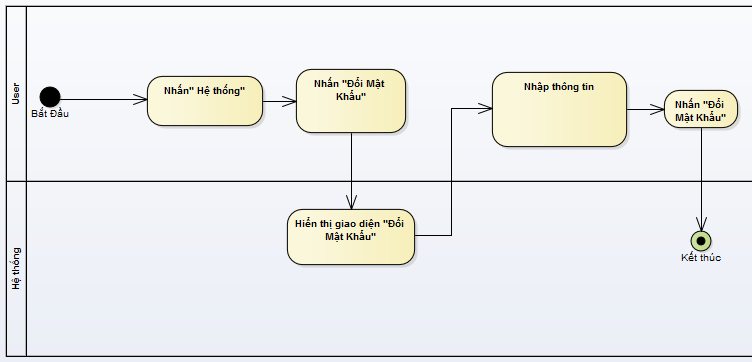 User
Bắt Đầu
Nhấn" Hệ thống"
Nhấn "Đổi Mật
Khẩu"
Nhập thông tin
Nhấn "Đổi
Mật Khẩu"
Hệ thống
Hiển thị giao diện "Đổi
Mật Khẩu"
Kết thúc